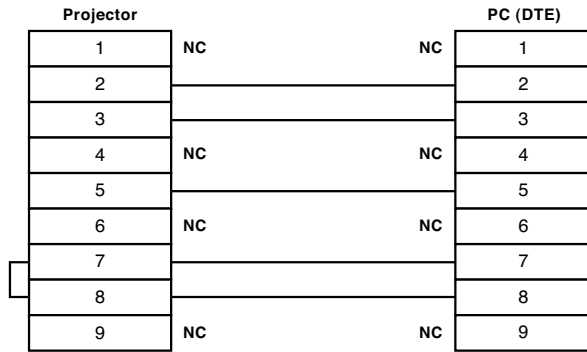 Projector PC (DTE)
1 NC NC 1
2 2
3 3
4 NC NC 4
5 5
6 NC NC 6
7 7
8 8
9 NC NC 9